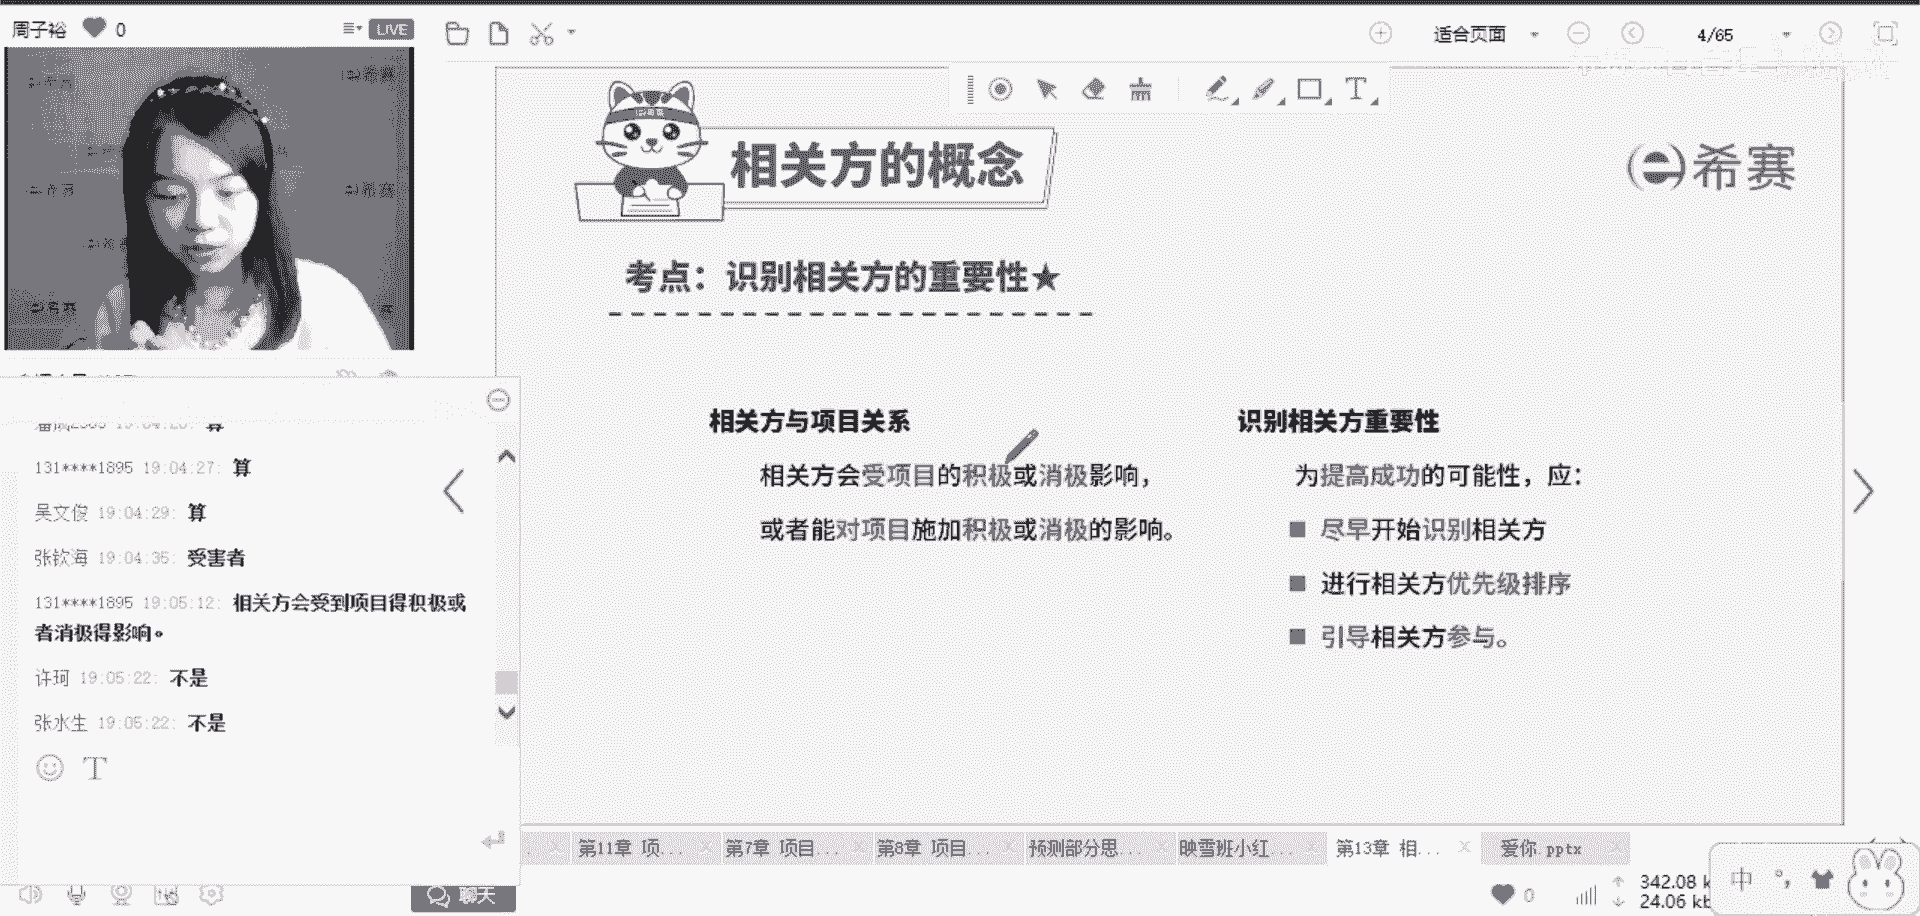 周子裕 0
LIVE
适合页面
4/65
希赛
希赛
相关方的概念
希赛
考点：识别相关方的重要性★
相关方与项目关系
相关方会受项目的积极或消极影响，
或者能对项目施加积极或消极的影响。
识别相关方重要性
为提高成功的可能性，应：
■ 尽早开始识别相关方
■ 进行相关方优先级排序
■ 引导相关方参与。
131****1895 19:04:27: 算
吴文俊 19:04:29: 算
张钦海 19:04:35: 受害者
131****1895 19:05:12: 相关方会受到项目得积极或
者消极得影响。
许珂 19:05:22: 不是
张水生 19:05:22: 不是
T
第11章 项...
第7章 项目...
第8章 项目...
预测部分思...
映雪班小红...
第13章 相...
爱你.pptx
聊天
0
342.08 k
24.06 kb
中